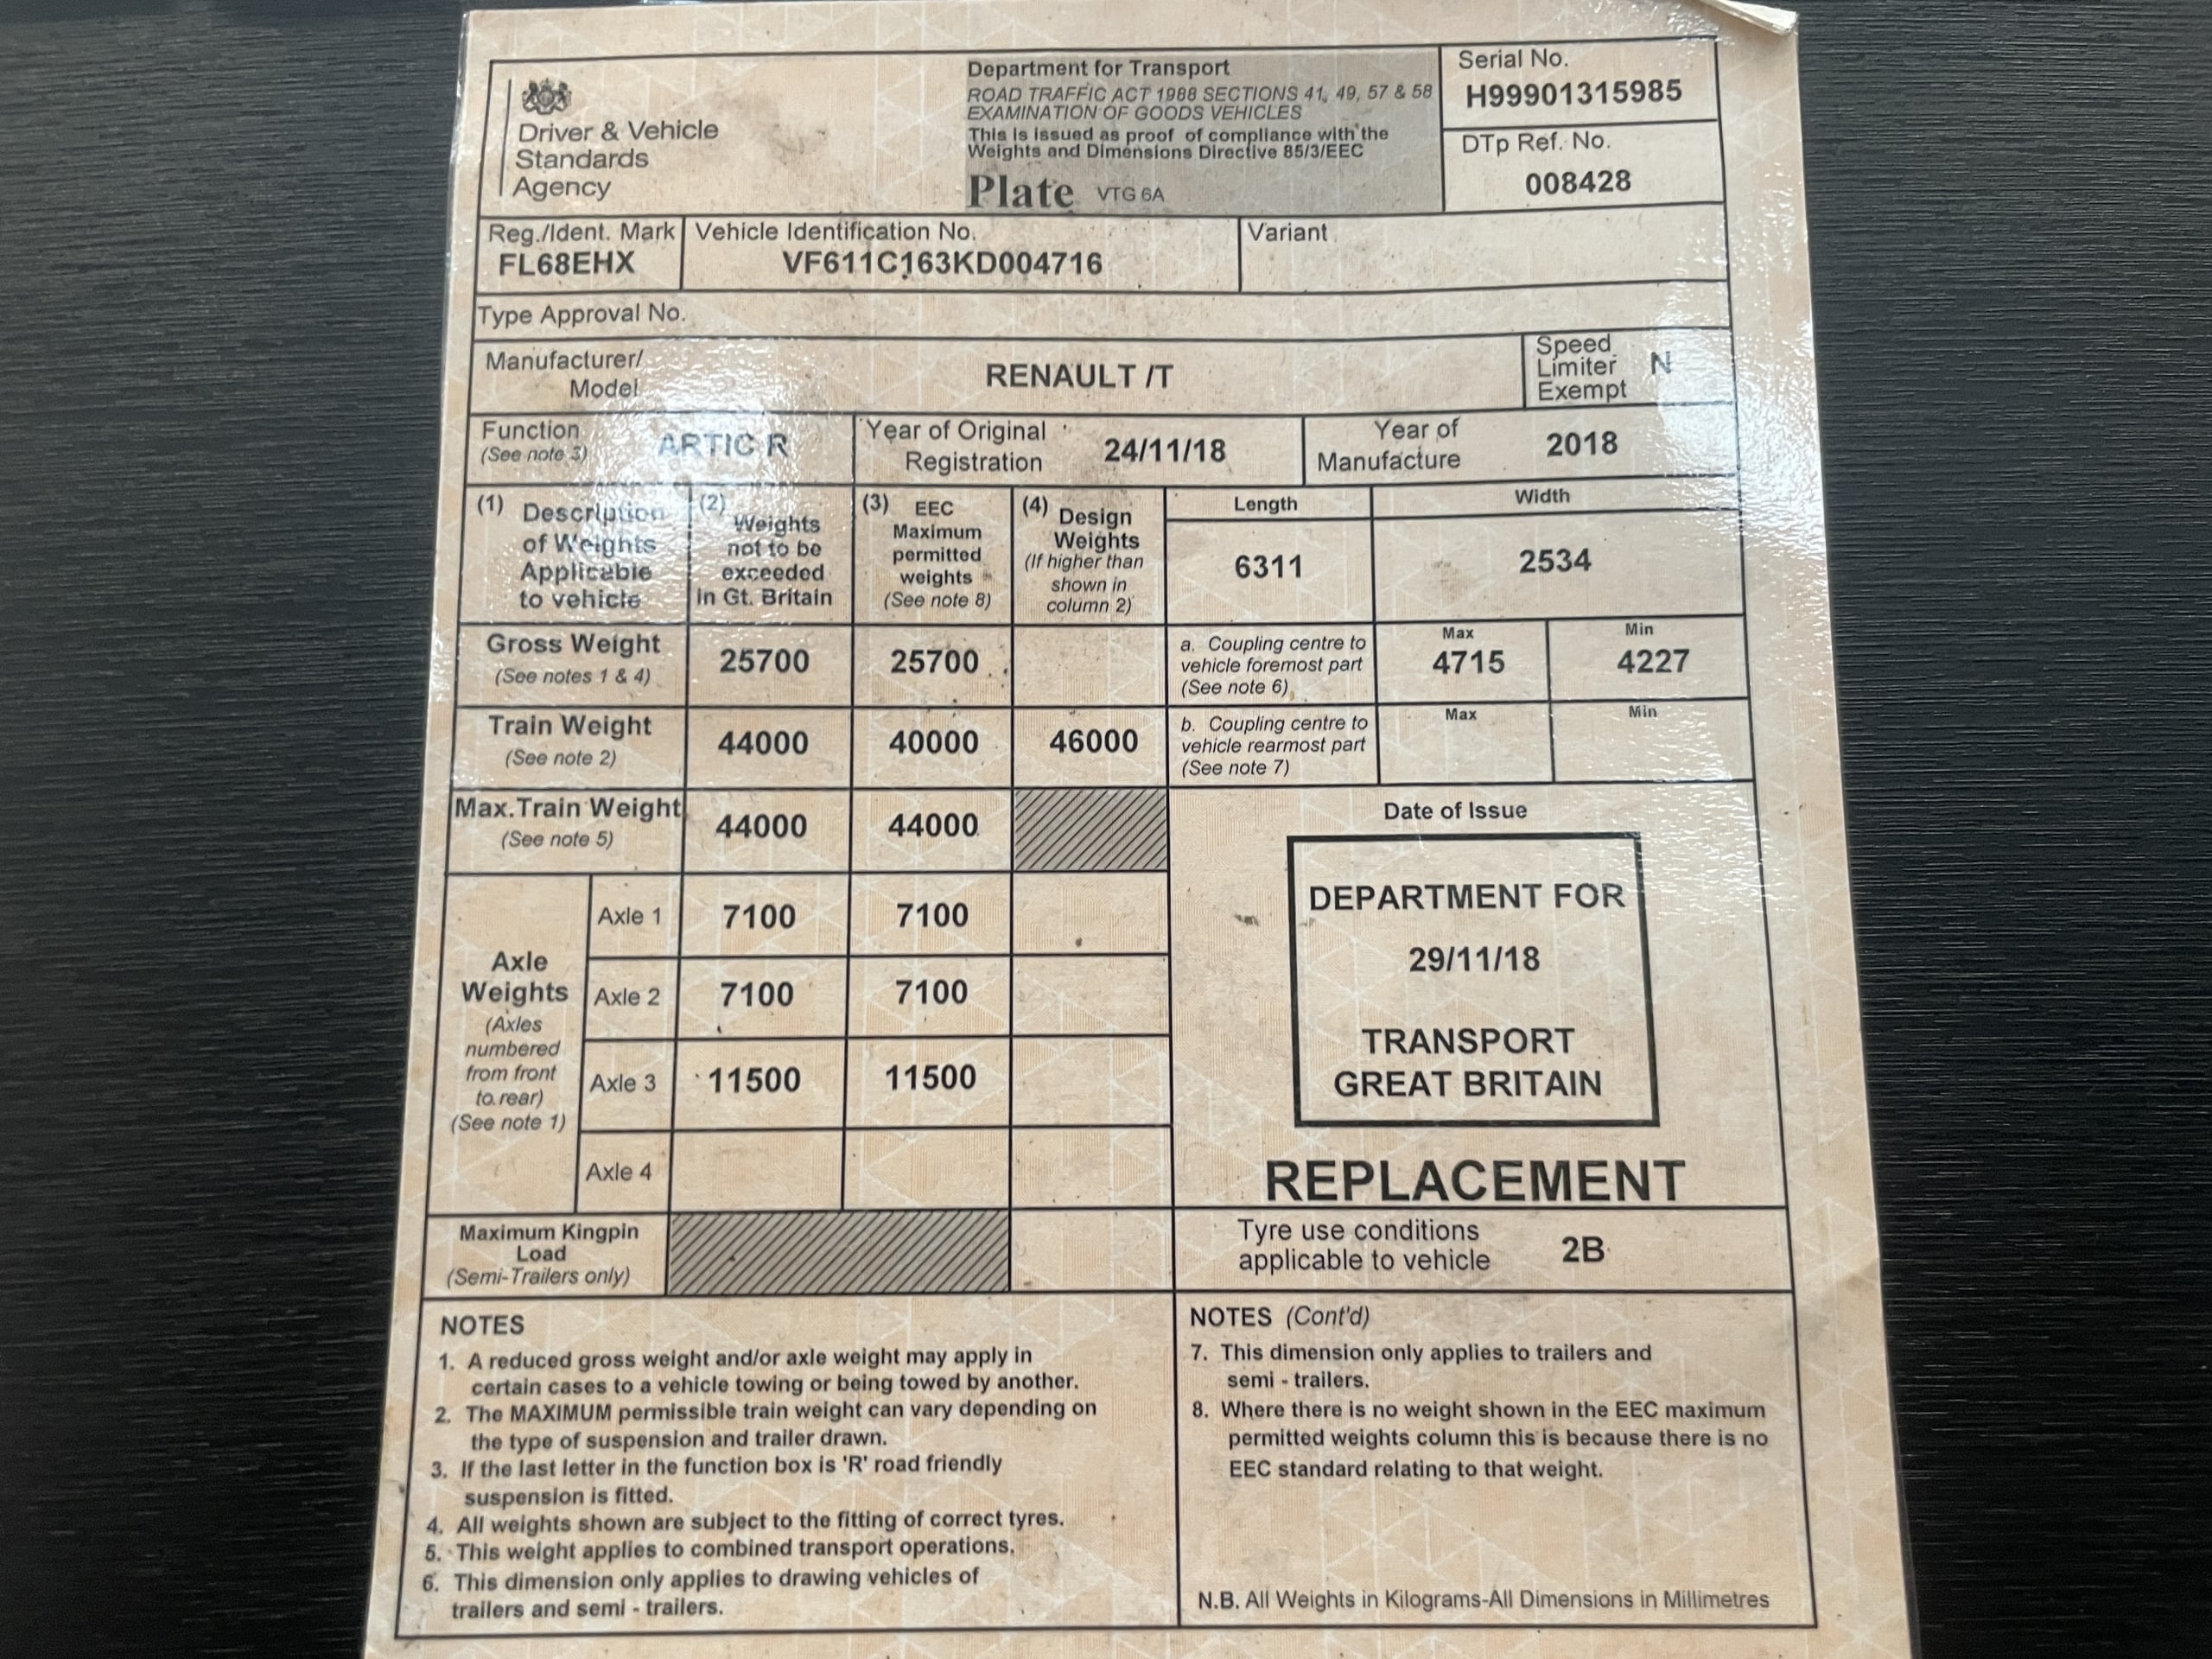 Driver & Vehicle
Standards
Agency
Department for Transport
ROAD TRAFFIC ACT 1988 SECTIONS 41, 49, 57 & 58
EXAMINATION OF GOODS VEHICLES
This is issued as proof of compliance with the
Weights and Dimensions Directive 85/3/EEC
Plate VTG 6A
Serial No.
H99901315985
DTp Ref. No.
008428
Reg./Ident. Mark
FL68EHX
Vehicle Identification No.
VF611C163KD004716
Variant
Type Approval No.
Manufacturer/
Model
RENAULT /T
Speed
Limiter
Exempt
N
Function
(See note 3)
ARTIC R
Year of Original
Registration
24/11/18
Year of
Manufacture
2018
(1) Description
of Weights
Applicable
to vehicle
(2)
Weights
not to be
exceeded
in Gt. Britain
(3) EEC
Maximum
permitted
weights
(See note 8)
(4) Design
Weights
(If higher than
shown in
column 2)
Length
6311
Width
2534
Gross Weight
(See notes 1 & 4)
25700
25700
a. Coupling centre to
vehicle foremost part
(See note 6)
Max
4715
Min
4227
Train Weight
(See note 2)
44000
40000
46000
b. Coupling centre to
vehicle rearmost part
(See note 7)
Max
Min
Max.Train Weight
(See note 5)
44000
44000
Axle
Weights
(Axles
numbered
from front
to rear)
(See note 1)
Axle 1
7100
7100
Axle 2
7100
7100
Axle 3
11500
11500
Axle 4
Maximum Kingpin
Load
(Semi-Trailers only)
Date of Issue
DEPARTMENT FOR
29/11/18
TRANSPORT
GREAT BRITAIN
REPLACEMENT
Tyre use conditions
applicable to vehicle
2B
NOTES
1. A reduced gross weight and/or axle weight may apply in
certain cases to a vehicle towing or being towed by another.
2. The MAXIMUM permissible train weight can vary depending on
the type of suspension and trailer drawn.
3. If the last letter in the function box is 'R' road friendly
suspension is fitted.
4. All weights shown are subject to the fitting of correct tyres.
5. This weight applies to combined transport operations.
6. This dimension only applies to drawing vehicles of
trailers and semi - trailers.
NOTES (Cont'd)
7. This dimension only applies to trailers and
semi - trailers.
8. Where there is no weight shown in the EEC maximum
permitted weights column this is because there is no
EEC standard relating to that weight.
N.B. All Weights in Kilograms-All Dimensions in Millimetres